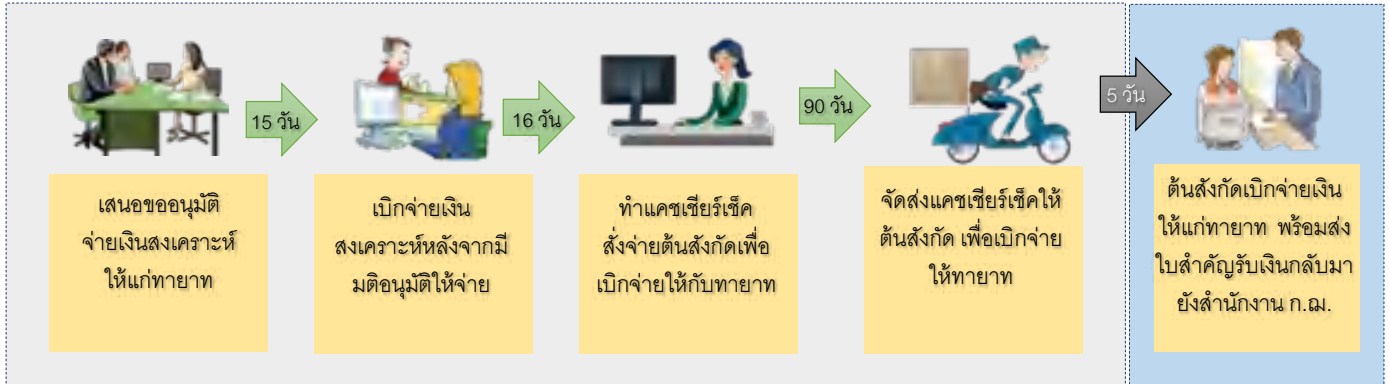 15 วัน
16 วัน
90 วัน
5 วัน
เสนอขออนุมัติ
จ่ายเงินสงเคราะห์
ให้แก่ทายาท
เบิกจ่ายเงิน
สงเคราะห์หลังจากมี
มติอนุมัติให้จ่าย
ทำแคชเชียร์เช็ค
สั่งจ่ายต้นสังกัดเพื่อ
เบิกจ่ายให้กับทายาท
จัดส่งแคชเชียร์เช็คให้
ต้นสังกัด เพื่อเบิกจ่าย
ให้ทายาท
ต้นสังกัดเบิกจ่ายเงิน
ให้แก่ทายาท พร้อมส่ง
ใบสำคัญรับเงินกลับมา
ยังสำนักงาน ก.ฌ.